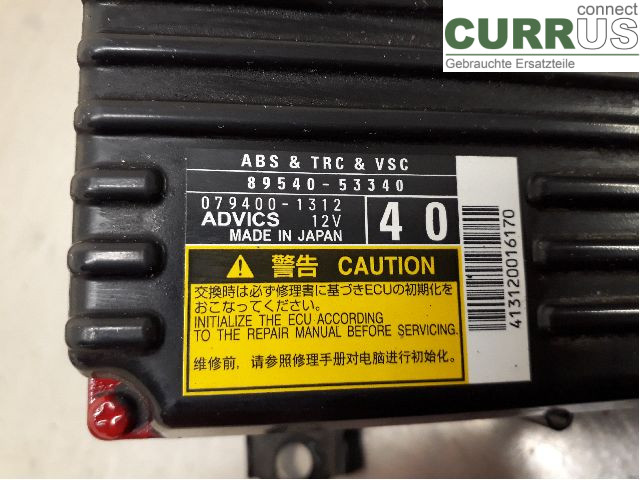 connect
CURRUS
Gebrauchte Ersatzteile
ABS & TRC & VSC
89540-53340
079400-1312
ADVICS 12V
MADE IN JAPAN
40
警告 CAUTION
交換時は必ず修理書に基づきECUの初期化を
おこなってください。
INITIALIZE THE ECU ACCORDING
TO THE REPAIR MANUAL BEFORE SERVICING.
维修前，请参照修理手册对电脑进行初始化。
413120016170